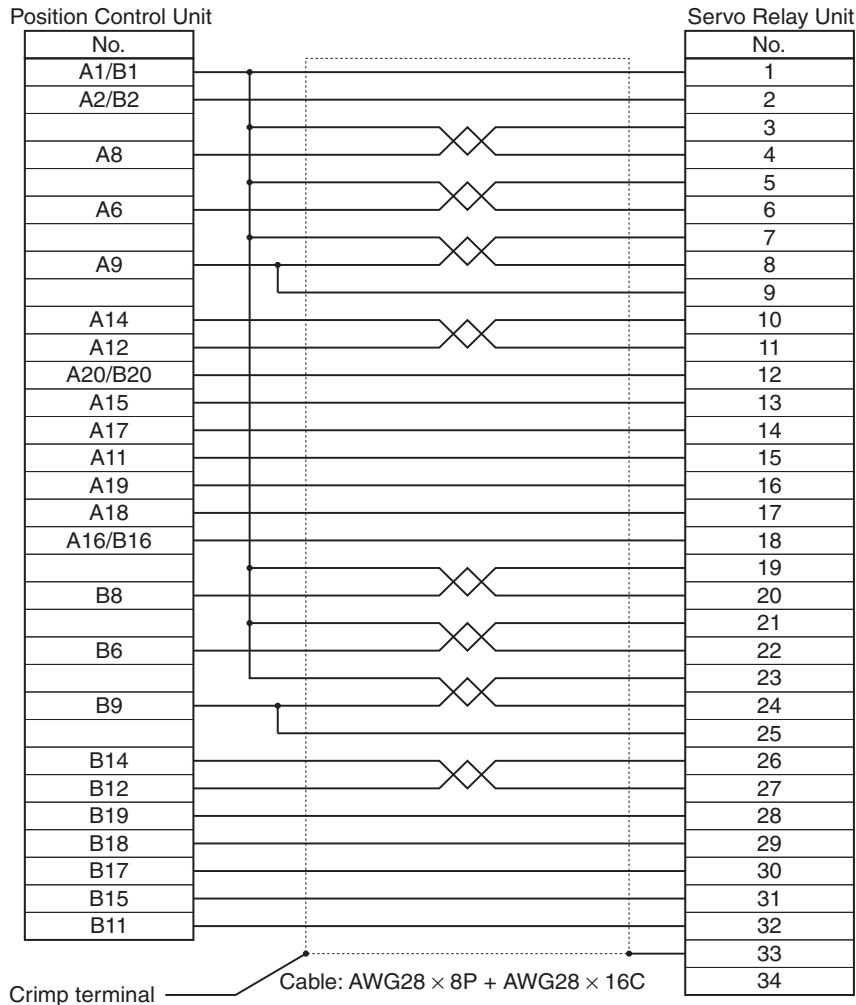 Position Control Unit Servo Relay Unit
No. No.
A1/B1 1
A2/B2 2
3
A8 4
5
A6 6
7
A9 8
9
A14 10
A12 11
A20/B20 12
A15 13
A17 14
A11 15
A19 16
A18 17
A16/B16 18
19
B8 20
21
B6 22
23
B9 24
25
B14 26
B12 27
B19 28
B18 29
B17 30
B15 31
B11 32
33
Cable: AWG28 × 8P + AWG28 × 16C 34
Crimp terminal